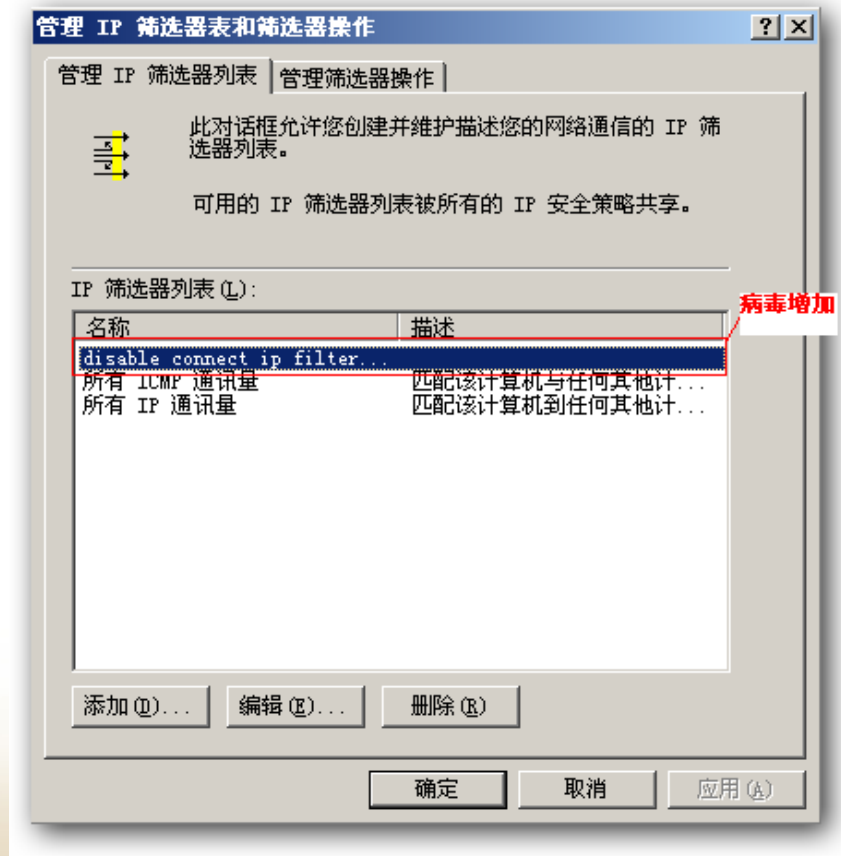 管理 IP 筛选器表和筛选器操作
管理 IP 筛选器列表
管理筛选器操作
此对话框允许您创建并维护描述您的网络通信的 IP 筛
选器列表。
可用的 IP 筛选器列表被所有的 IP 安全策略共享。
IP 筛选器列表(L):
病毒增加
名称 描述
disable connect ip filter...
所有 ICMP 通讯量 匹配该计算机与任何其他计...
所有 IP 通讯量 匹配该计算机到任何其他计...
添加(D)... 编辑(E)... 删除(R)
确定 取消 应用(A)